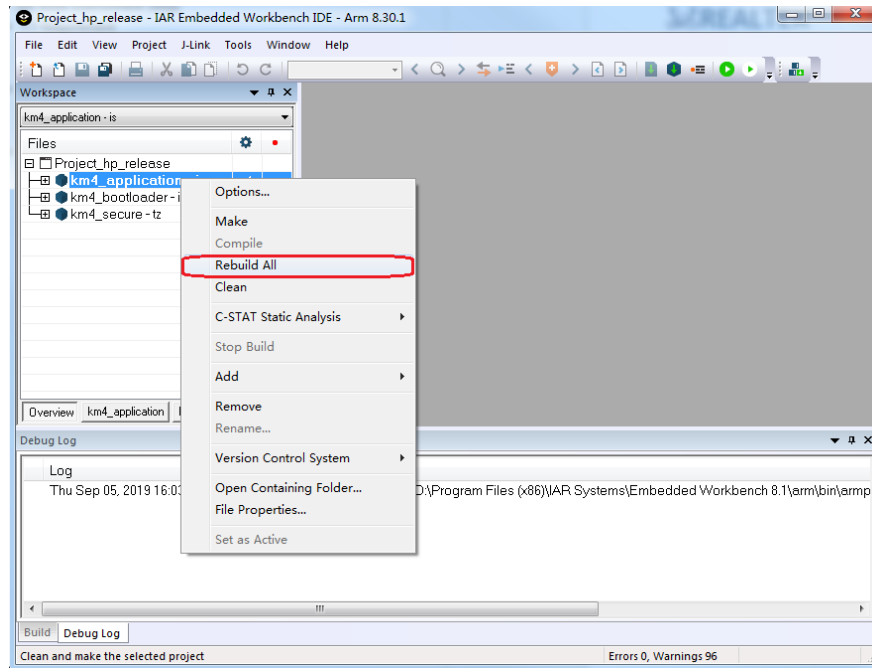 Project_hp_release - IAR Embedded Workbench IDE - Arm 8.30.1
File Edit View Project J-Link Tools Window Help
Workspace
km4_application - is
Files
Project_hp_release
km4_application
km4_bootloader - i
km4_secure - tz
Options...
Make
Compile
Rebuild All
Clean
C-STAT Static Analysis
Stop Build
Add
Remove
Rename...
Version Control System
Open Containing Folder...
File Properties...
Set as Active
Overview km4_application
Debug Log
Log
Thu Sep 05, 2019 16:03 D:\Program Files (x86)\IAR Systems\Embedded Workbench 8.1\arm\bin\armp
Build Debug Log
Clean and make the selected project Errors 0, Warnings 96